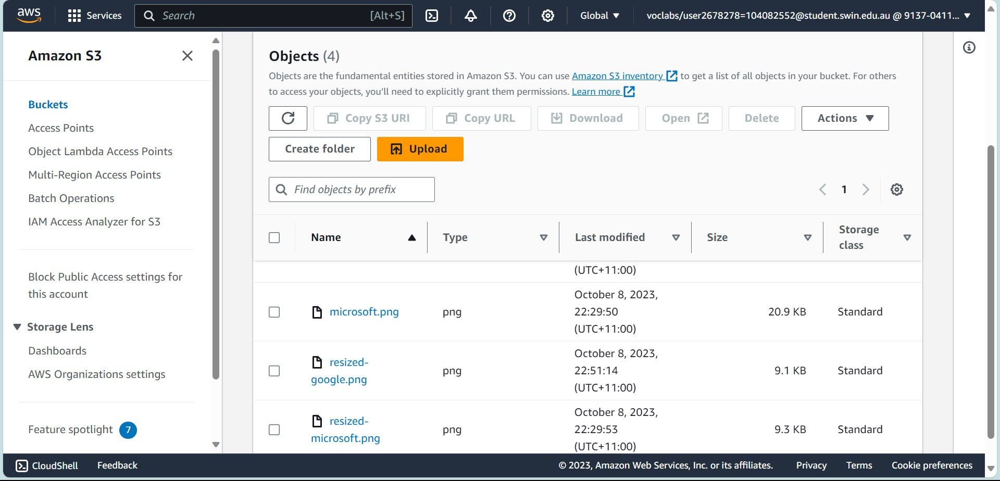 aws
Services
Search
[Alt+S]
Global
voclabs/user2678278=104082552@student.swin.edu.au @ 9137-0411...
Amazon S3
Buckets
Access Points
Object Lambda Access Points
Multi-Region Access Points
Batch Operations
IAM Access Analyzer for S3
Block Public Access settings for
this account
Storage Lens
Dashboards
AWS Organizations settings
Feature spotlight 7
Objects (4)
Objects are the fundamental entities stored in Amazon S3. You can use Amazon S3 inventory to get a list of all objects in your bucket. For others
to access your objects, you’ll need to explicitly grant them permissions. Learn more
Copy S3 URI
Copy URL
Download
Open
Delete
Actions
Create folder
Upload
Find objects by prefix
1
Name
Type
Last modified
Size
Storage
class
(UTC+11:00)
microsoft.png
png
October 8, 2023,
22:29:50
(UTC+11:00)
20.9 KB
Standard
resized-
google.png
png
October 8, 2023,
22:51:14
(UTC+11:00)
9.1 KB
Standard
resized-
microsoft.png
png
October 8, 2023,
22:29:53
(UTC+11:00)
9.3 KB
Standard
CloudShell
Feedback
© 2023, Amazon Web Services, Inc. or its affiliates.
Privacy
Terms
Cookie preferences